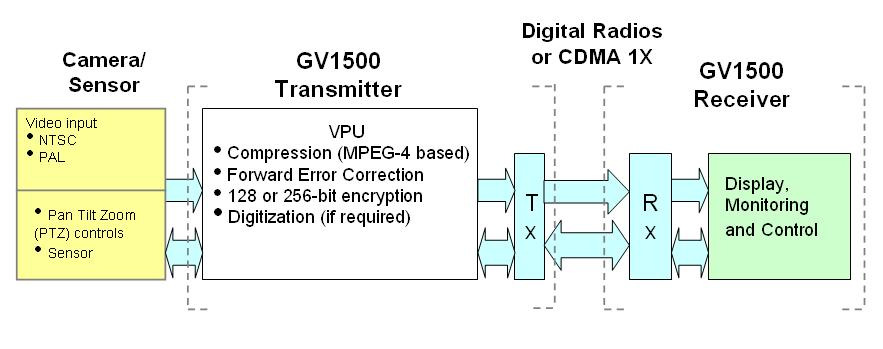 Camera/
Sensor
GV1500
Transmitter
Digital Radios
or CDMA 1X
GV1500
Receiver
Video input
• NTSC
• PAL
• Pan Tilt Zoom
(PTZ) controls
• Sensor
VPU
• Compression (MPEG-4 based)
• Forward Error Correction
• 128 or 256-bit encryption
• Digitization (if required)
T
x
R
x
Display,
Monitoring
and Control